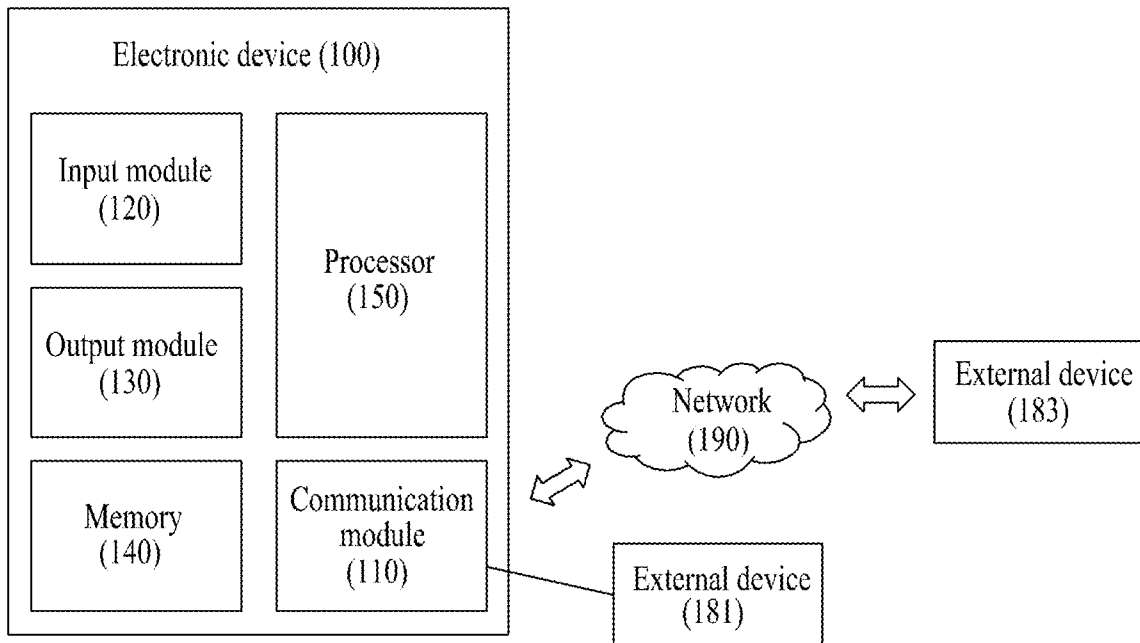 Electronic device (100)
Input module
(120)
Processor
(150)
Output module
(130)
Memory
(140)
Communication
module
(110)
Network
(190)
External device
(183)
External device
(181)